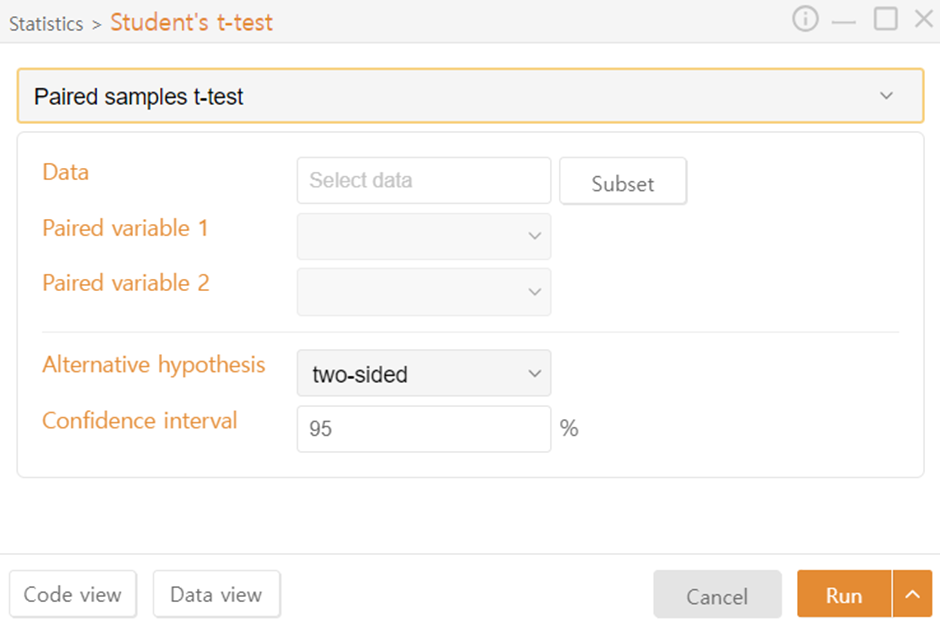 Statistics > Student's t-test
Paired samples t-test
Data Select data Subset
Paired variable 1
Paired variable 2
Alternative hypothesis two-sided
Confidence interval 95 %
Code view Data view Cancel Run